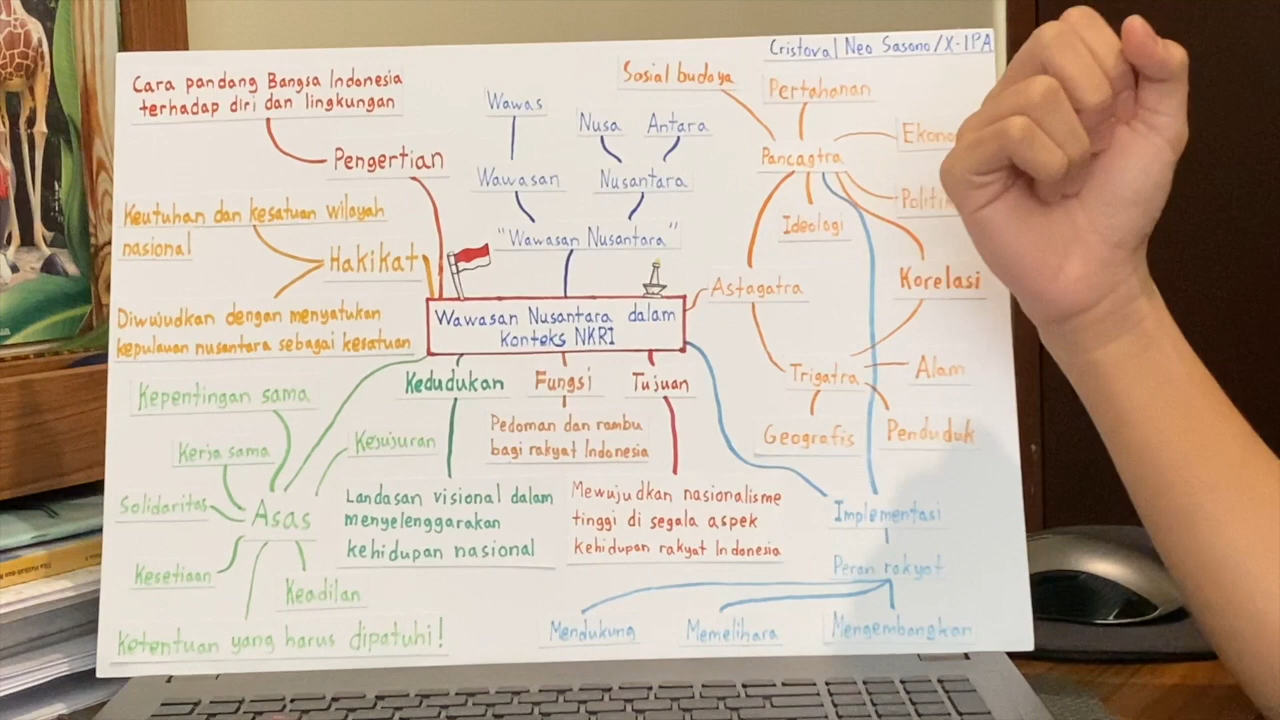 Cristoval Neo Sasono/X-IPA
Cara pandang Bangsa Indonesia
terhadap diri dan lingkungan
Pengertian
Keutuhan dan kesatuan wilayah
nasional
Hakikat
Diwujudkan dengan menyatukan
kepulauan nusantara sebagai kesatuan
Wawas
Nusa
Antara
Wawasan
Nusantara
"Wawasan Nusantara"
Wawasan Nusantara dalam
Konteks NKRI
Sosial budaya
Pertahanan
Pancagtra
Ideologi
Korelasi
Astagatra
Trigatra
Alam
Geografis
Penduduk
Kedudukan
Landasan visional dalam
menyelenggarakan
kehidupan nasional
Fungsi
Pedoman dan rambu
bagi rakyat Indonesia
Tujuan
Mewujudkan nasionalisme
tinggi di segala aspek
kehidupan rakyat Indonesia
Kepentingan sama
Kerja sama
Kejujuran
Solidaritas
Asas
Kesetiaan
Keadilan
Ketentuan yang harus dipatuhi!
Implementasi
Peran rakyat
Mendukung
Memelihara
Mengembangkan